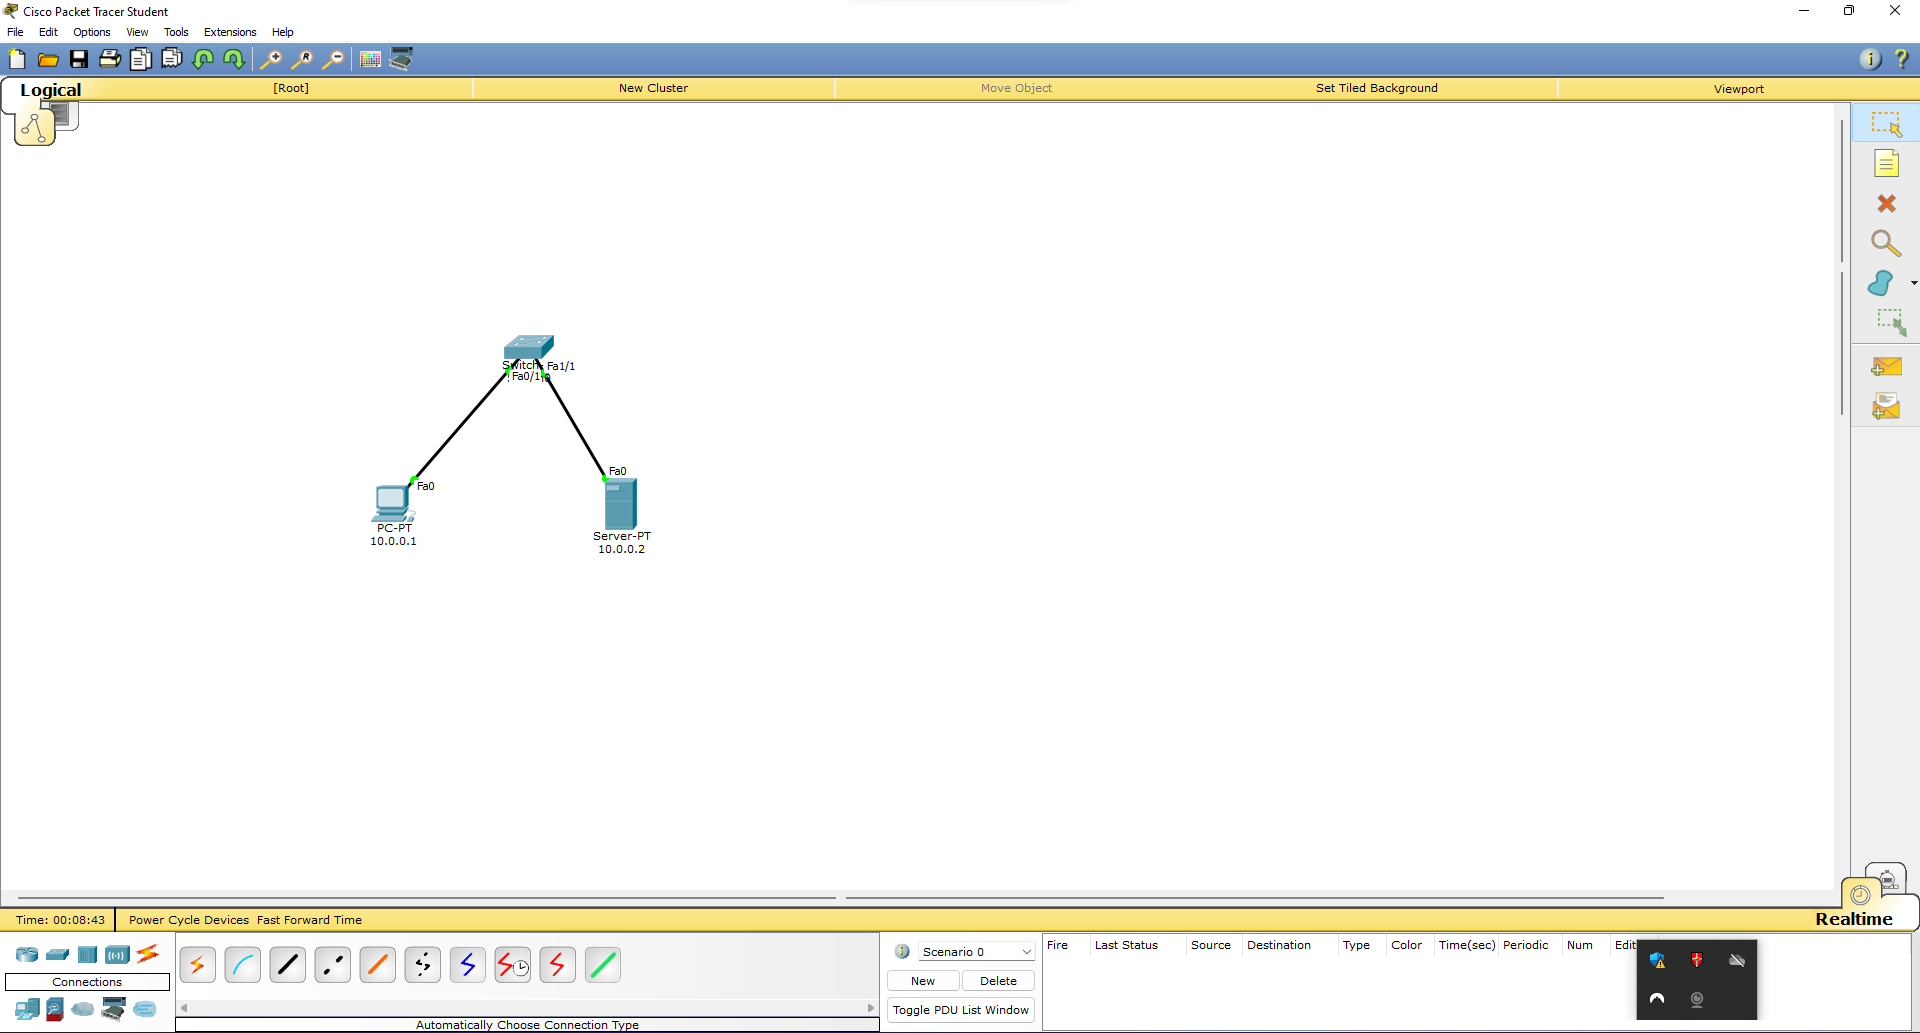 Cisco Packet Tracer Student
File Edit Options View Tools Extensions Help
Logical [Root] New Cluster Move Object Set Tiled Background Viewport
Switch- Fa1/1
Fa0/1
Fa0
Fa0
PC-PT
10.0.0.1
Server-PT
10.0.0.2
Time: 00:08:43 Power Cycle Devices Fast Forward Time Realtime
Scenario 0
Fire Last Status Source Destination Type Color Time(sec) Periodic Num Edit
Connections
New Delete
Toggle PDU List Window
Automatically Choose Connection Type